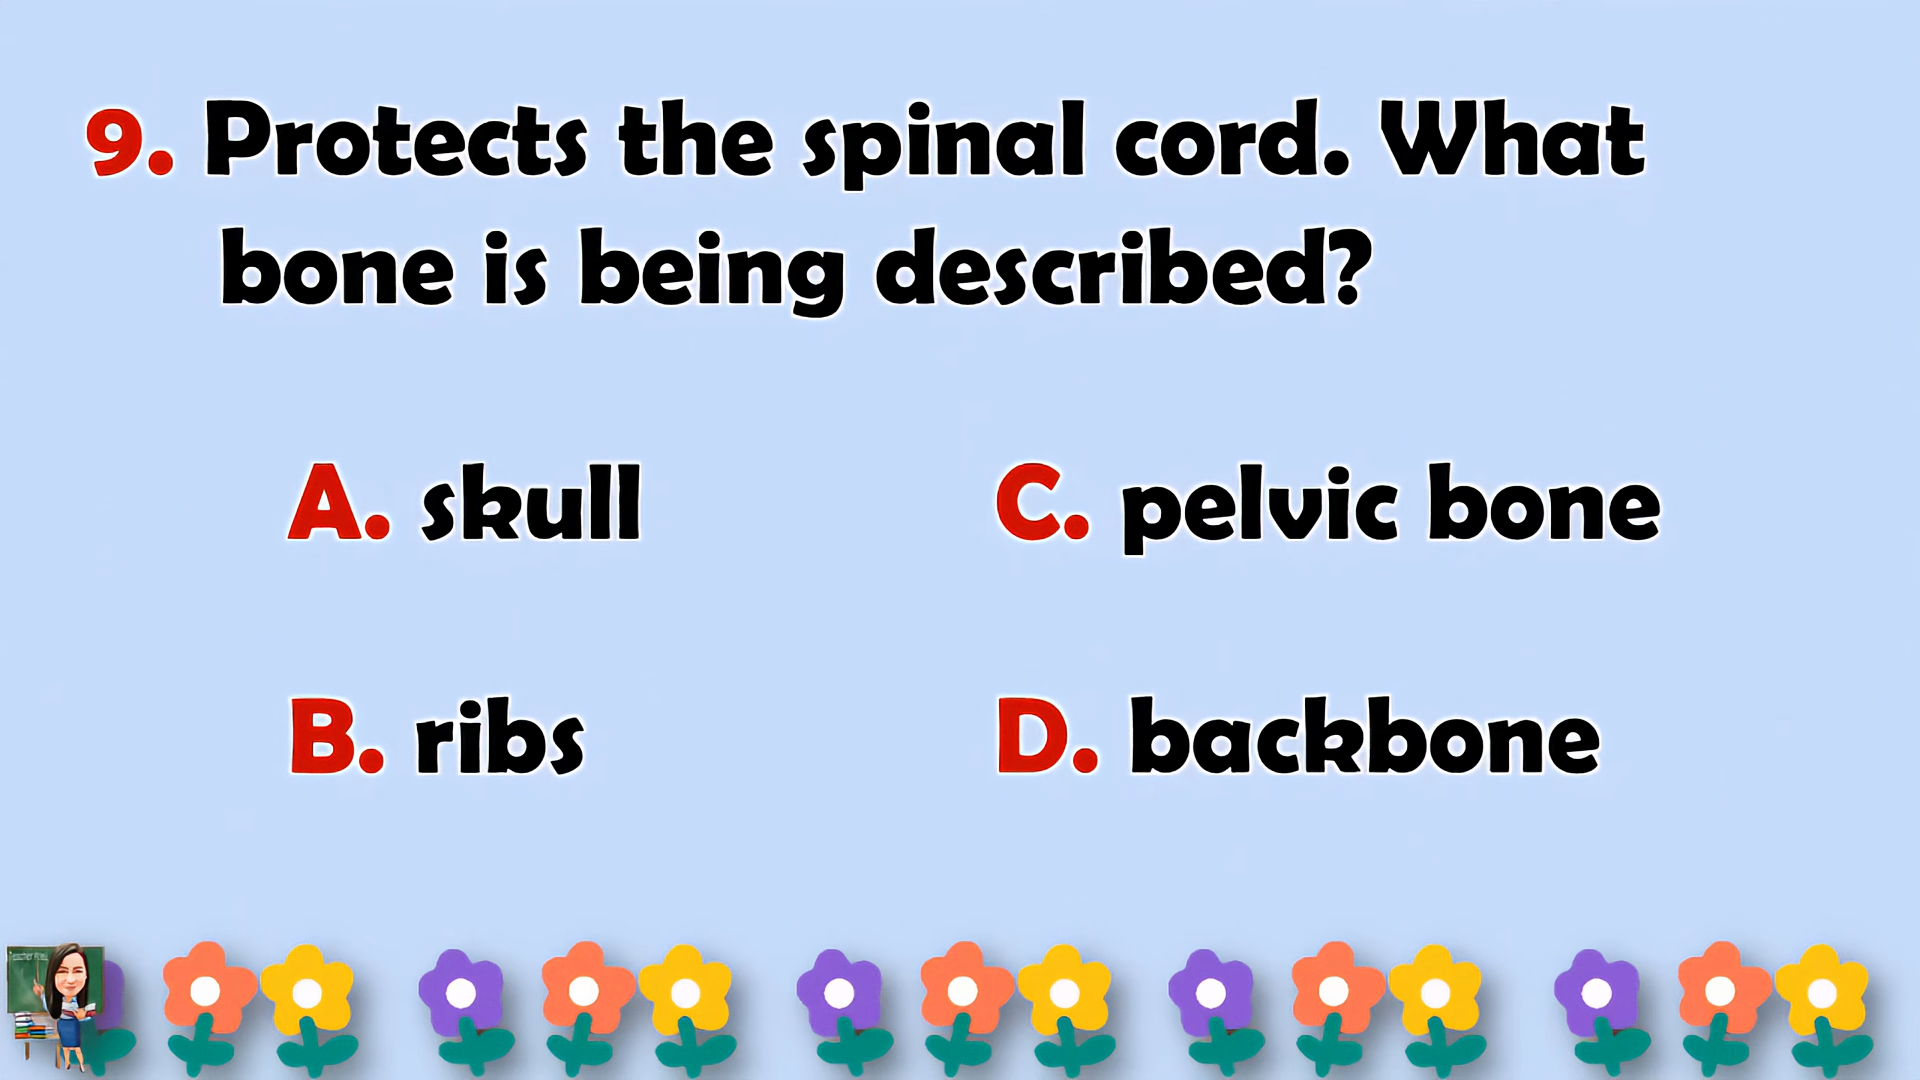 9. Protects the spinal cord. What
bone is being described?
A. skull
C. pelvic bone
B. ribs
D. backbone